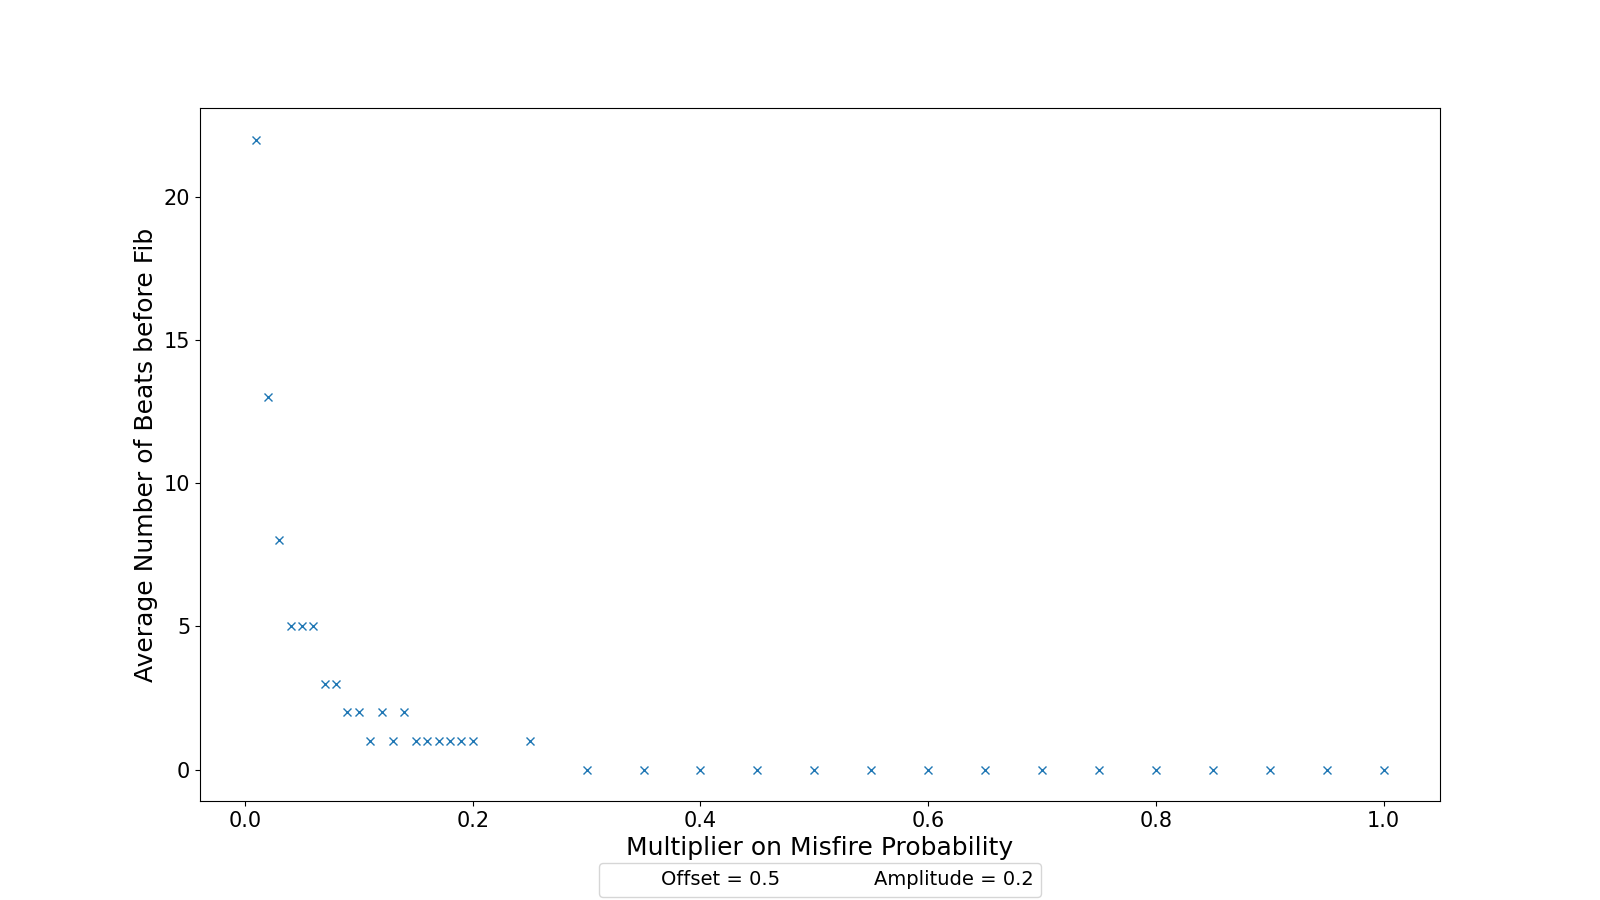 Average Number of Beats before Fib
20
15
10
5
0
0.0 0.2 0.4 0.6 0.8 1.0
Multiplier on Misfire Probability
Offset = 0.5 Amplitude = 0.2